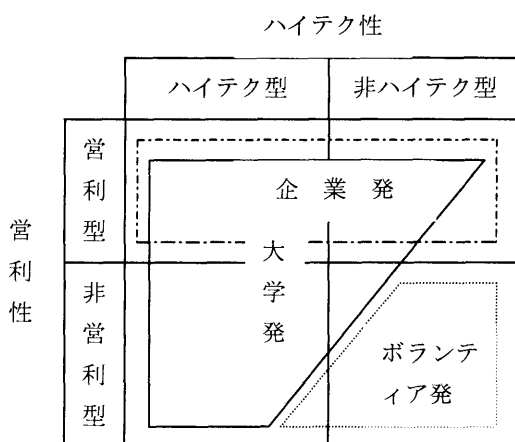 ハイテク性
ハイテク型
非ハイテク型
営利性
営利型
非営利型
企業発
大学発
ボランテ
ィア発